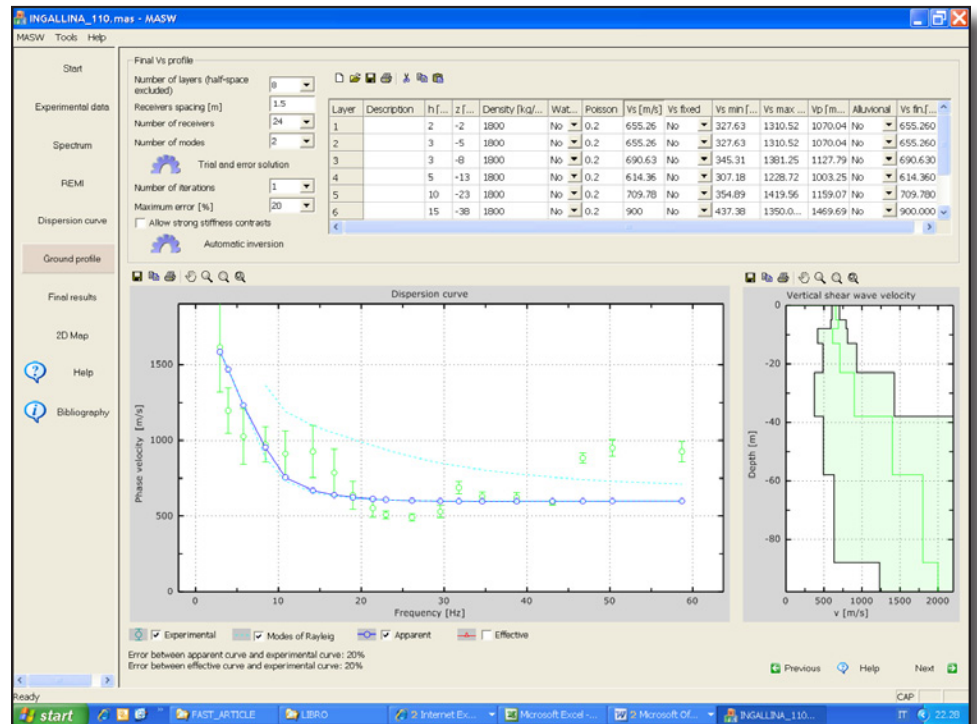 INGALLINA_110.mas - MASW
MASW Tools Help
Start
Experimental data
Spectrum
REMI
Dispersion curve
Ground profile
Final results
2D Map
Help
Bibliography
Final Vs profile
Number of layers (half-space excluded) 8
Receivers spacing [m] 1.5
Number of receivers 24
Number of modes 2
Trial and error solution
Number of iterations 1
Maximum error [%] 20
Allow strong stiffness contrasts
Automatic inversion
Layer Description h [... z [... Density [kg/... Wat... Poisson Vs [m/s] Vs fixed Vs min [... Vs max ... Vp [m... Alluvional Vs fin.[...
1 2 -2 1800 No 0.2 655.26 No 327.63 1310.52 1070.04 No 655.260
2 3 -5 1800 No 0.2 655.26 No 327.63 1310.52 1070.04 No 655.260
3 3 -8 1800 No 0.2 690.63 No 345.31 1381.25 1127.79 No 690.630
4 5 -13 1800 No 0.2 614.36 No 307.18 1228.72 1003.25 No 614.360
5 10 -23 1800 No 0.2 709.78 No 354.89 1419.56 1159.07 No 709.780
6 15 -38 1800 No 0.2 900 No 437.38 1350.0... 1469.69 No 900.000
Dispersion curve
Phase velocity [m/s]
1500
1000
500
0
0 10 20 30 40 50 60
Frequency [Hz]
Experimental Modes of Rayleig Apparent Effective
Error between apparent curve and experimental curve: 20%
Error between effective curve and experimental curve: 20%
Vertical shear wave velocity
Depth [m]
0
-20
-40
-60
-80
0 500 1000 1500 2000
v [m/s]
Previous Help Next
Ready
CAP
start FAST_ARTICLE LIBRO 2 Internet Ex... Microsoft Excel -... 2 Microsoft Of... INGALLINA_110... IT 22.28